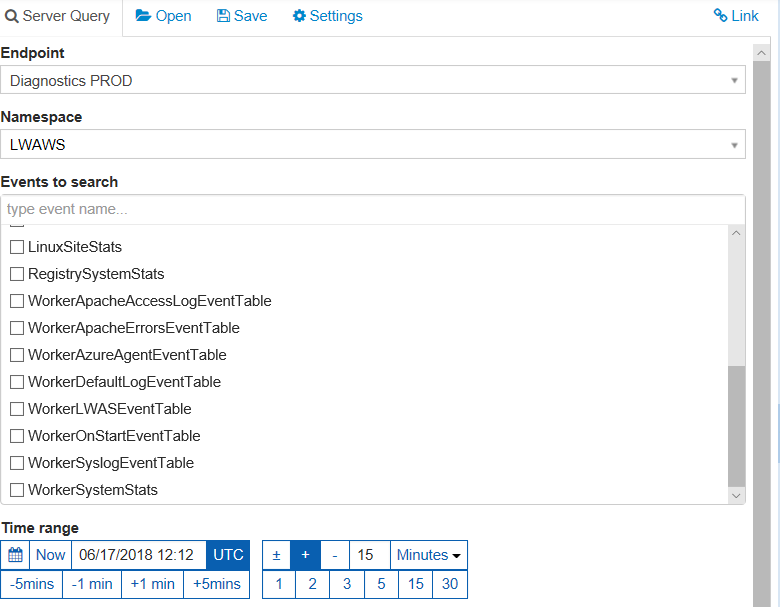 Server Query Open Save Settings Link
Endpoint
Diagnostics PROD
Namespace
LWAWS
Events to search
type event name...
LinuxSiteStats
RegistrySystemStats
WorkerApacheAccessLogEventTable
WorkerApacheErrorsEventTable
WorkerAzureAgentEventTable
WorkerDefaultLogEventTable
WorkerLWASEventTable
WorkerOnStartEventTable
WorkerSyslogEventTable
WorkerSystemStats
Time range
Now 06/17/2018 12:12 UTC ± + - 15 Minutes
-5mins -1 min +1 min +5mins 1 2 3 5 15 30